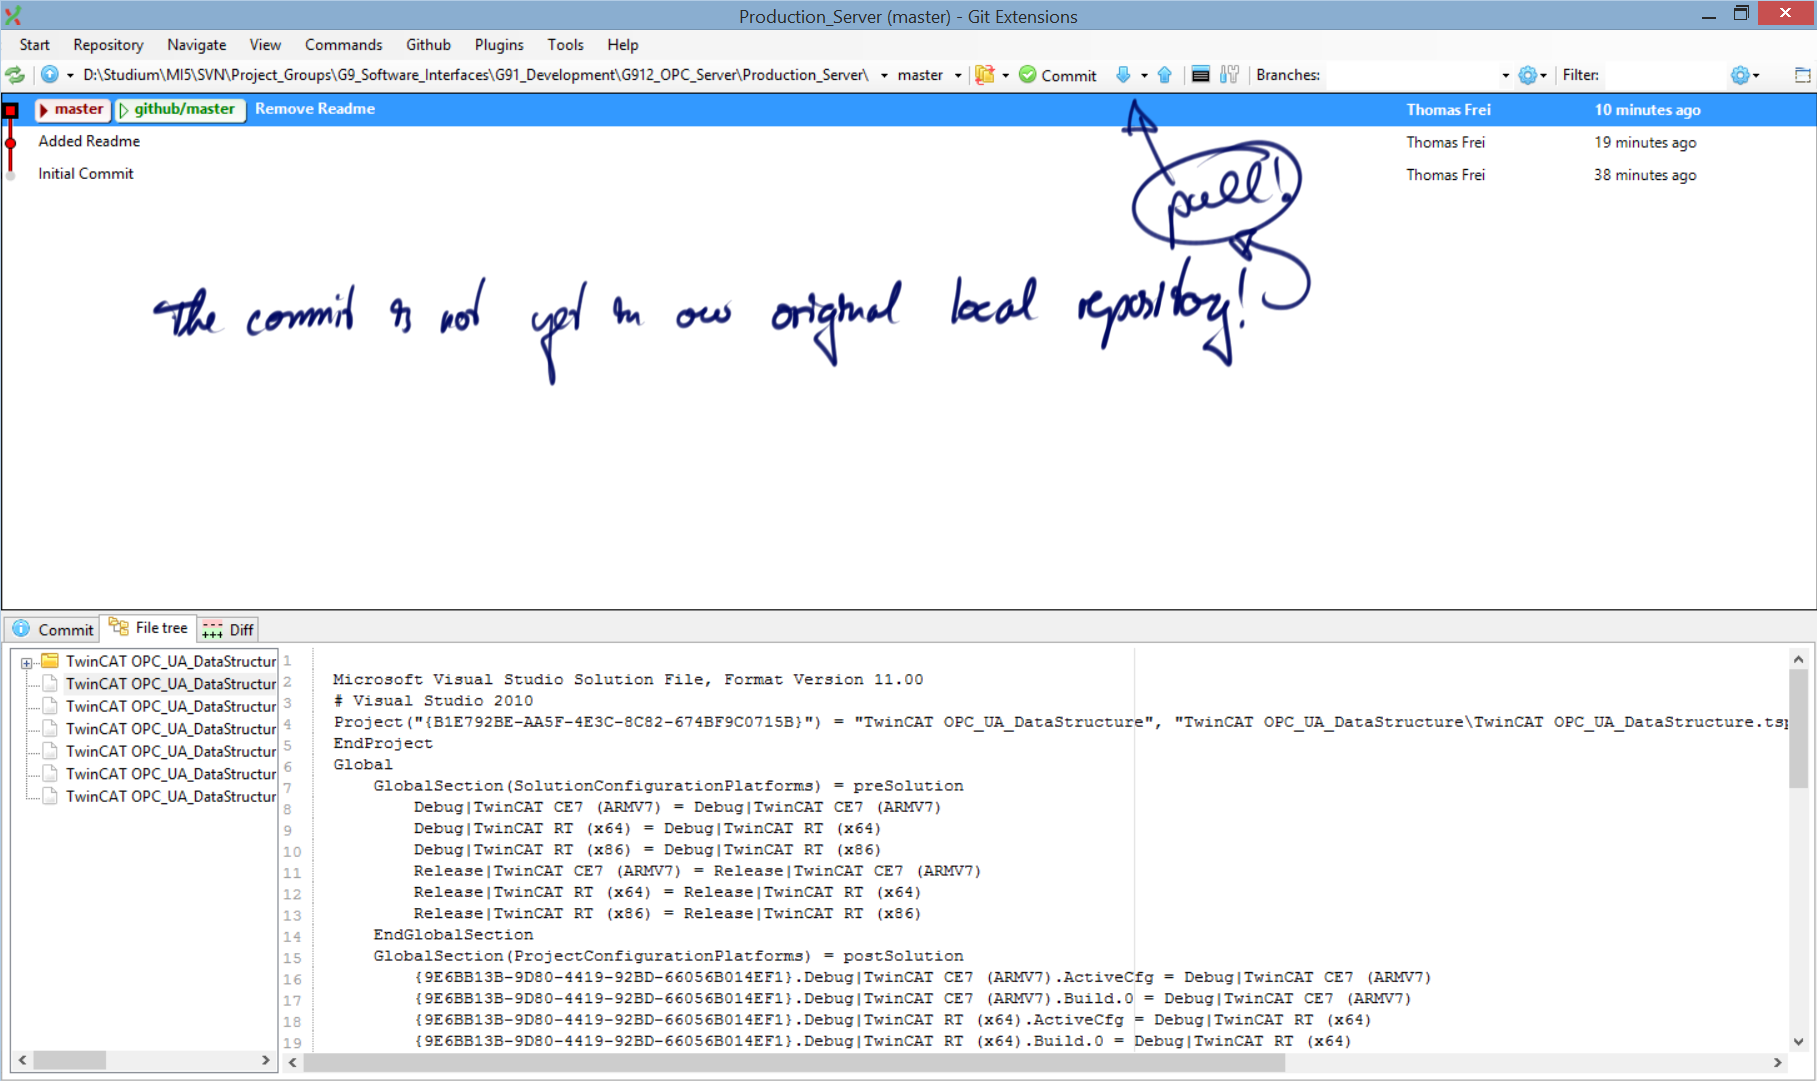 Production_Server (master) - Git Extensions
Start Repository Navigate View Commands Github Plugins Tools Help
D:\Studium\MI5\SVN\Project_Groups\G9_Software_Interfaces\G91_Development\G912_OPC_Server\Production_Server\ master Commit Branches: Filter:
master github/master Remove Readme Thomas Frei 10 minutes ago
Added Readme Thomas Frei 19 minutes ago
Initial Commit Thomas Frei 38 minutes ago
pull!
The commit is not yet in our original local repository!
Commit File tree Diff
TwinCAT OPC_UA_DataStructur
TwinCAT OPC_UA_DataStructur
TwinCAT OPC_UA_DataStructur
TwinCAT OPC_UA_DataStructur
TwinCAT OPC_UA_DataStructur
TwinCAT OPC_UA_DataStructur
TwinCAT OPC_UA_DataStructur
1
2 Microsoft Visual Studio Solution File, Format Version 11.00
3 # Visual Studio 2010
4 Project("{B1E792BE-AA5F-4E3C-8C82-674BF9C0715B}") = "TwinCAT OPC_UA_DataStructure", "TwinCAT OPC_UA_DataStructure\TwinCAT OPC_UA_DataStructure.tsp
5 EndProject
6 Global
7 GlobalSection(SolutionConfigurationPlatforms) = preSolution
8 Debug|TwinCAT CE7 (ARMV7) = Debug|TwinCAT CE7 (ARMV7)
9 Debug|TwinCAT RT (x64) = Debug|TwinCAT RT (x64)
10 Debug|TwinCAT RT (x86) = Debug|TwinCAT RT (x86)
11 Release|TwinCAT CE7 (ARMV7) = Release|TwinCAT CE7 (ARMV7)
12 Release|TwinCAT RT (x64) = Release|TwinCAT RT (x64)
13 Release|TwinCAT RT (x86) = Release|TwinCAT RT (x86)
14 EndGlobalSection
15 GlobalSection(ProjectConfigurationPlatforms) = postSolution
16 {9E6BB13B-9D80-4419-92BD-66056B014EF1}.Debug|TwinCAT CE7 (ARMV7).ActiveCfg = Debug|TwinCAT CE7 (ARMV7)
17 {9E6BB13B-9D80-4419-92BD-66056B014EF1}.Debug|TwinCAT CE7 (ARMV7).Build.0 = Debug|TwinCAT CE7 (ARMV7)
18 {9E6BB13B-9D80-4419-92BD-66056B014EF1}.Debug|TwinCAT RT (x64).ActiveCfg = Debug|TwinCAT RT (x64)
19 {9E6BB13B-9D80-4419-92BD-66056B014EF1}.Debug|TwinCAT RT (x64).Build.0 = Debug|TwinCAT RT (x64)